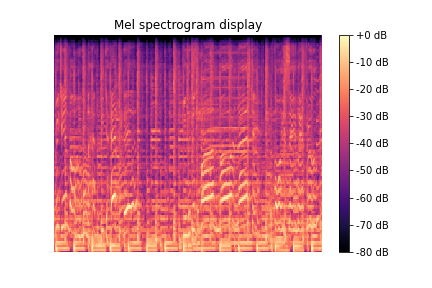 Mel spectrogram display
+0 dB
-10 dB
-20 dB
-30 dB
-40 dB
-50 dB
-60 dB
-70 dB
-80 dB